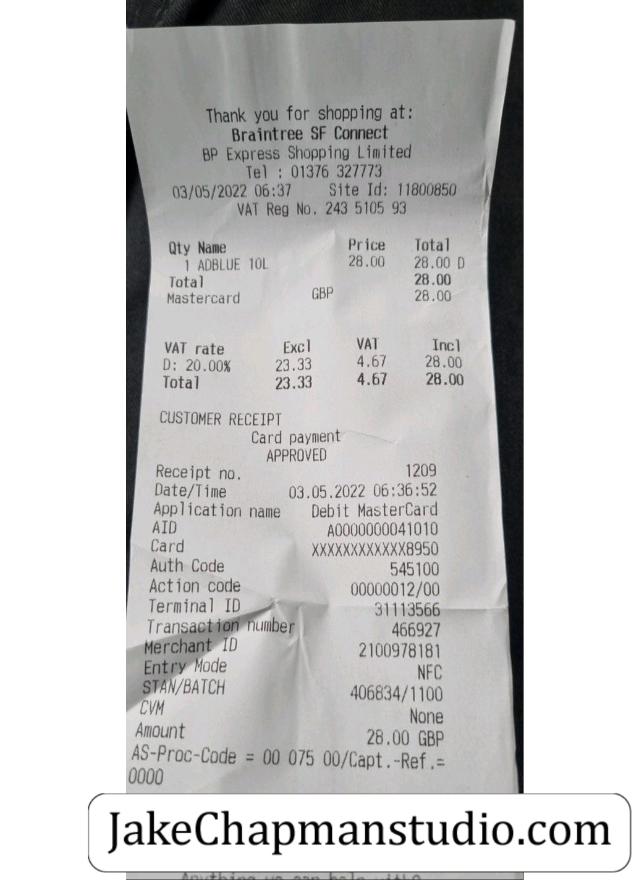 Thank you for shopping at:
Braintree SF Connect
BP Express Shopping Limited
Tel : 01376 327773
03/05/2022 06:37 Site Id: 11800850
VAT Reg No. 243 5105 93
Qty Name Price Total
1 ADBLUE 10L 28.00 28.00 D
Total 28.00
Mastercard GBP 28.00
VAT rate Excl VAT Incl
D: 20.00% 23.33 4.67 28.00
Total 23.33 4.67 28.00
CUSTOMER RECEIPT
Card payment
APPROVED
Receipt no. 1209
Date/Time 03.05.2022 06:36:52
Application name Debit MasterCard
AID A0000000041010
Card XXXXXXXXXXXX8950
Auth Code 545100
Action code 00000012/00
Terminal ID 31113566
Transaction number 466927
Merchant ID 2100978181
Entry Mode NFC
STAN/BATCH 406834/1100
CVM None
Amount 28.00 GBP
AS-Proc-Code = 00 075 00/Capt.-Ref.=
0000
JakeChapmanstudio.com
Anything we can help with?